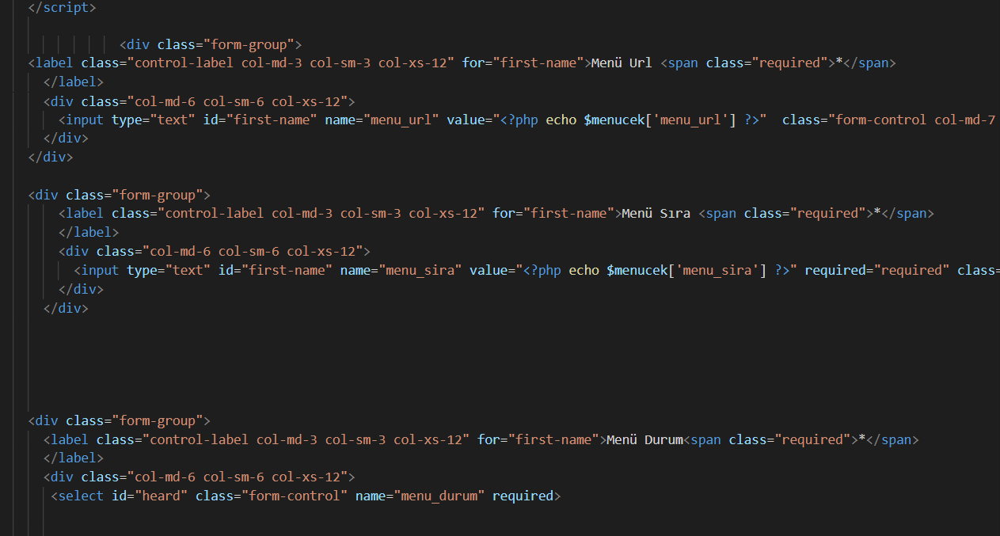 </script>
<div class="form-group">
<label class="control-label col-md-3 col-sm-3 col-xs-12" for="first-name">Menü Url <span class="required">*</span>
</label>
<div class="col-md-6 col-sm-6 col-xs-12">
<input type="text" id="first-name" name="menu_url" value="<?php echo $menucek['menu_url'] ?>"  class="form-control col-md-7
</div>
</div>
<div class="form-group">
<label class="control-label col-md-3 col-sm-3 col-xs-12" for="first-name">Menü Sıra <span class="required">*</span>
</label>
<div class="col-md-6 col-sm-6 col-xs-12">
<input type="text" id="first-name" name="menu_sira" value="<?php echo $menucek['menu_sira'] ?>" required="required" class=
</div>
</div>
<div class="form-group">
<label class="control-label col-md-3 col-sm-3 col-xs-12" for="first-name">Menü Durum<span class="required">*</span>
</label>
<div class="col-md-6 col-sm-6 col-xs-12">
<select id="heard" class="form-control" name="menu_durum" required>